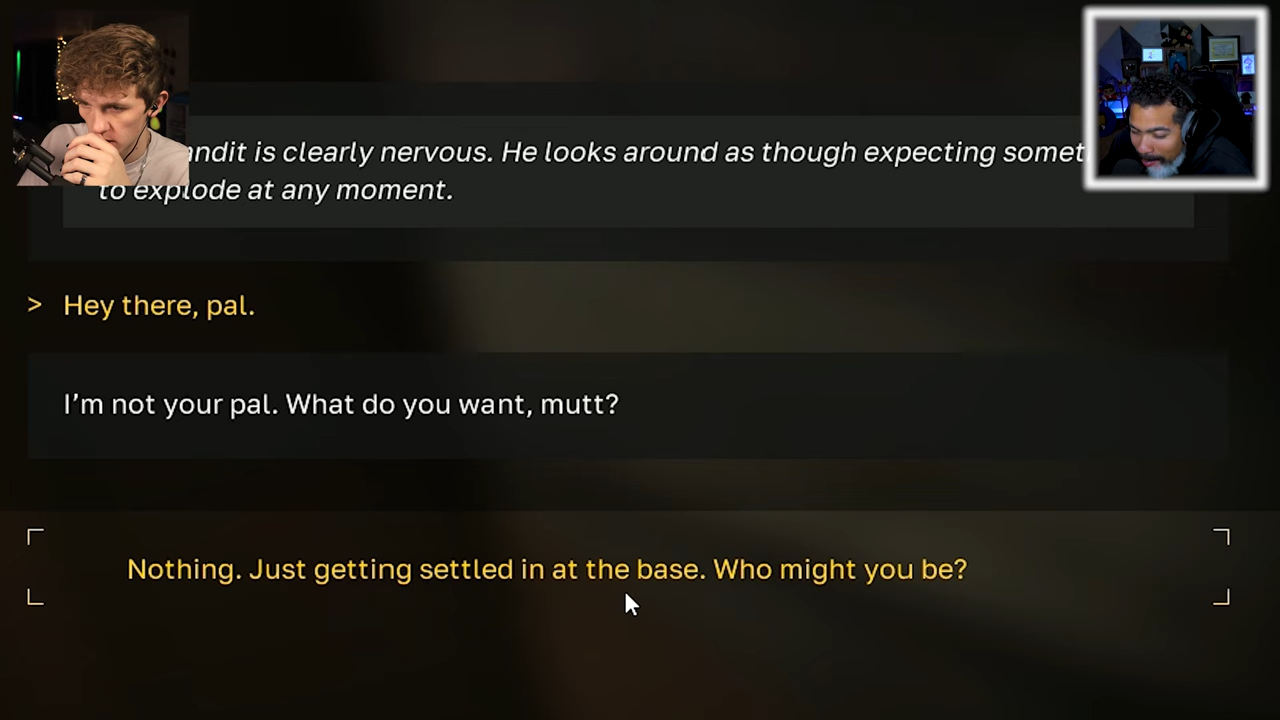 andit is clearly nervous. He looks around as though expecting somet
to explode at any moment.
> Hey there, pal.
I'm not your pal. What do you want, mutt?
Nothing. Just getting settled in at the base. Who might you be?